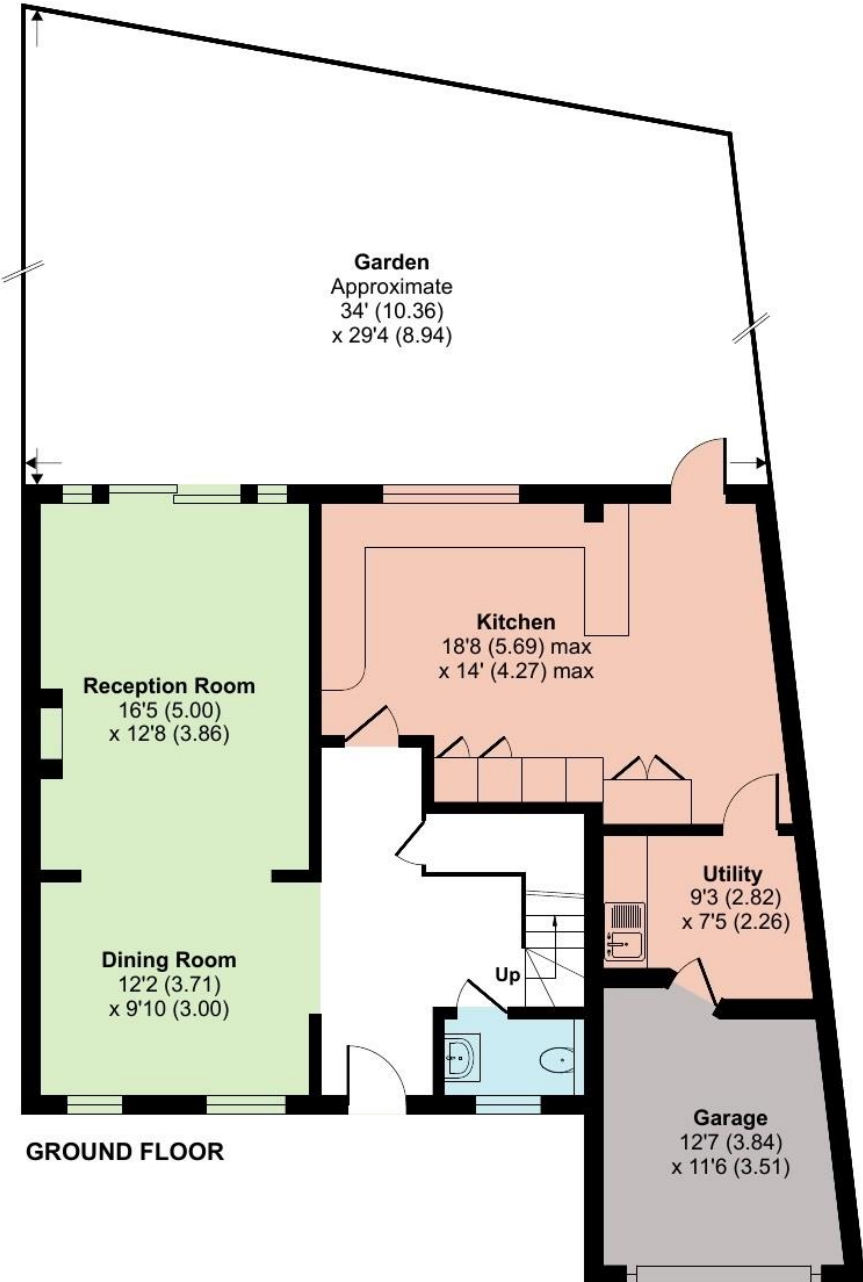 Garden
Approximate
34' (10.36)
x 29'4 (8.94)
Kitchen
18'8 (5.69) max
x 14' (4.27) max
Reception Room
16'5 (5.00)
x 12'8 (3.86)
Utility
9'3 (2.82)
x 7'5 (2.26)
Dining Room
12'2 (3.71)
x 9'10 (3.00)
Up
Garage
12'7 (3.84)
x 11'6 (3.51)
GROUND FLOOR